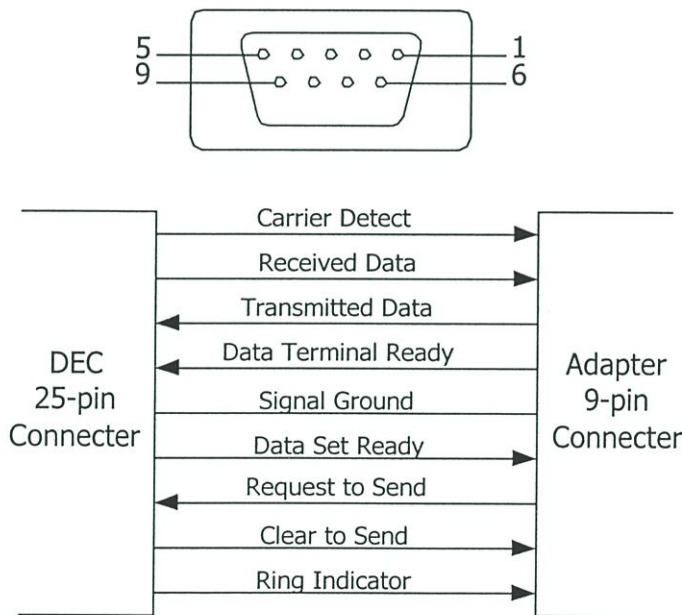 5 1
9 6
Carrier Detect
Received Data
Transmitted Data
Data Terminal Ready
Signal Ground
Data Set Ready
Request to Send
Clear to Send
Ring Indicator
DEC
25-pin
Connecter
Adapter
9-pin
Connecter